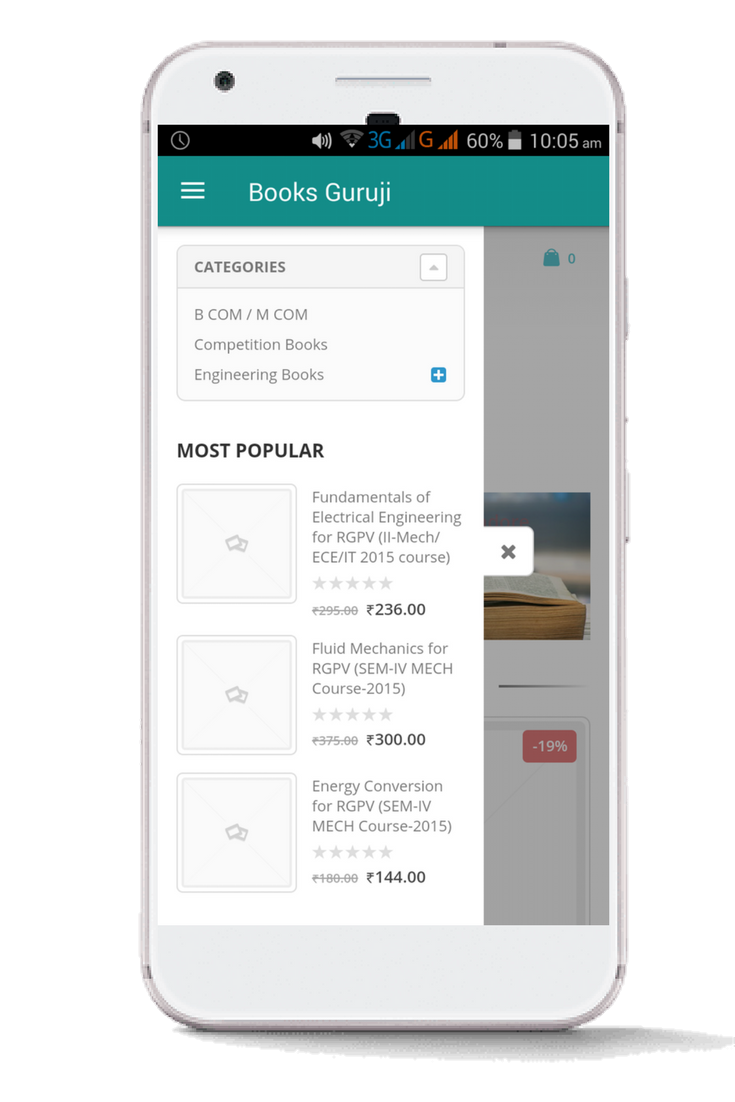 3G G 60% 10:05 am
Books Guruji
0
CATEGORIES
B COM / M COM
Competition Books
Engineering Books
MOST POPULAR
Fundamentals of
Electrical Engineering
for RGPV (II-Mech/
ECE/IT 2015 course)
₹295.00 ₹236.00
Fluid Mechanics for
RGPV (SEM-IV MECH
Course-2015)
₹375.00 ₹300.00
-19%
Energy Conversion
for RGPV (SEM-IV
MECH Course-2015)
₹180.00 ₹144.00